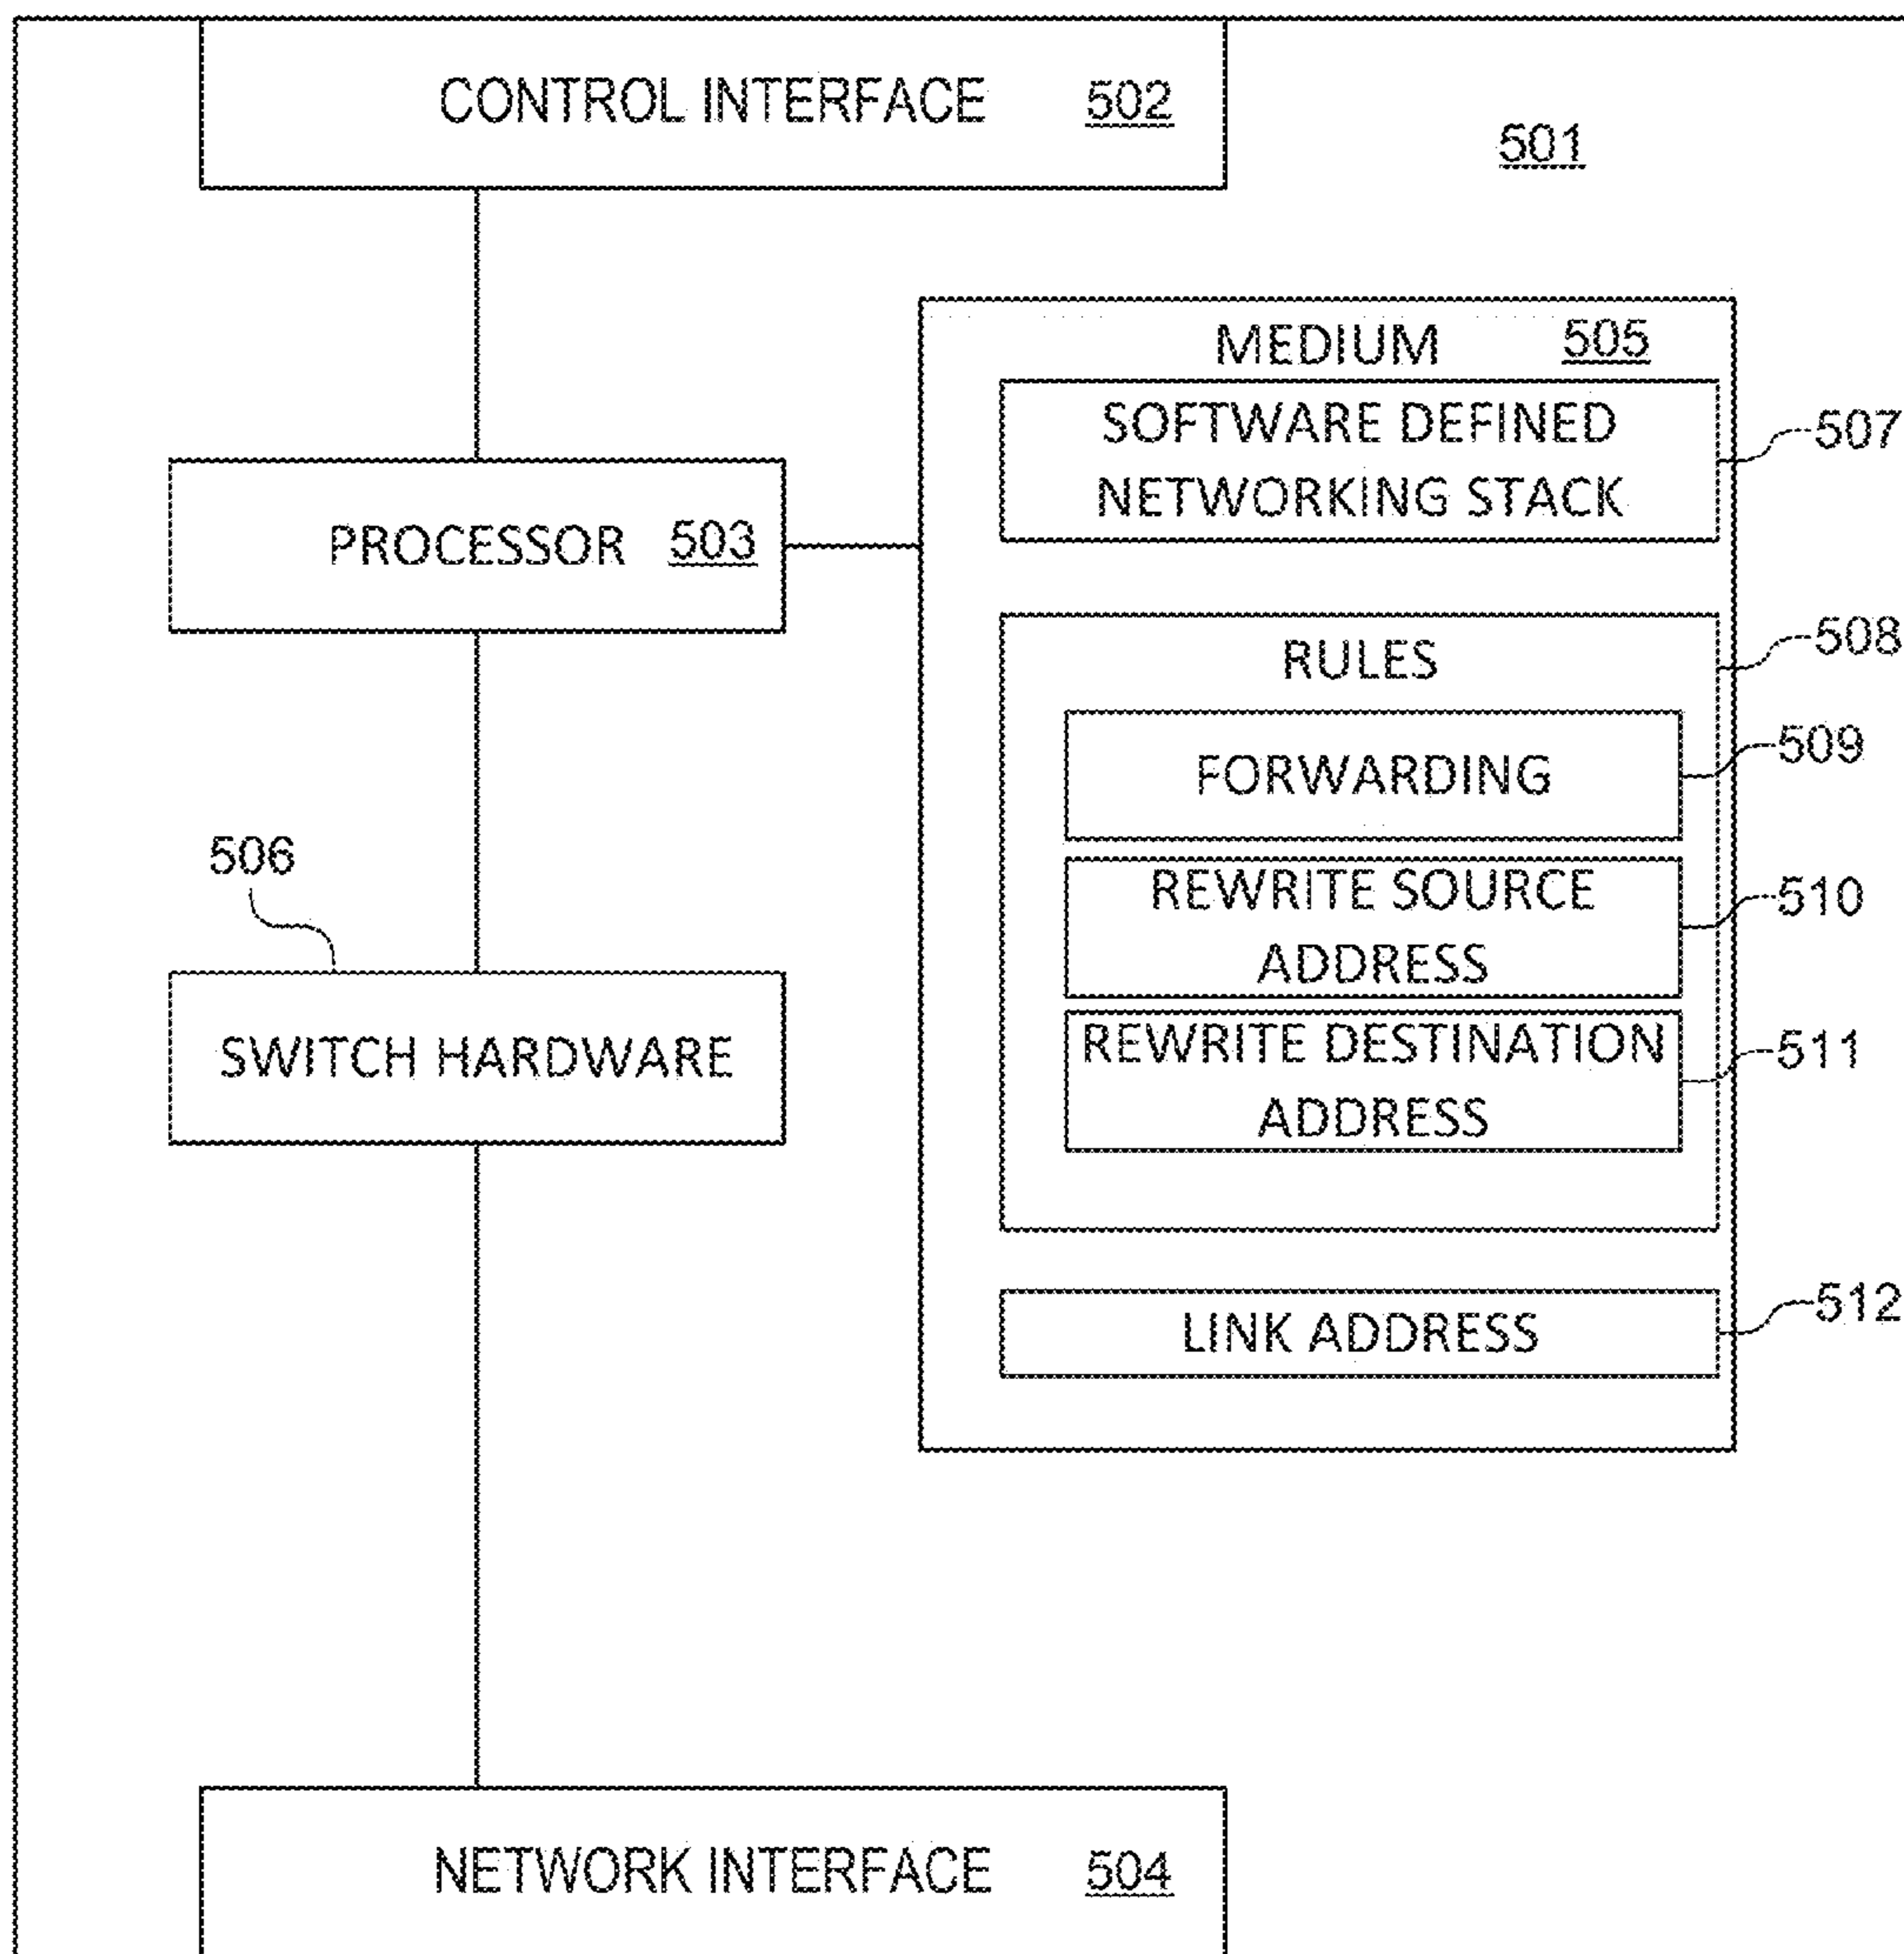 CONTROL INTERFACE 502
501
MEDIUM 505
SOFTWARE DEFINED
NETWORKING STACK
507
PROCESSOR 503
RULES
508
FORWARDING
509
506
REWRITE SOURCE
ADDRESS
510
SWITCH HARDWARE
REWRITE DESTINATION
ADDRESS
511
LINK ADDRESS
512
NETWORK INTERFACE 504